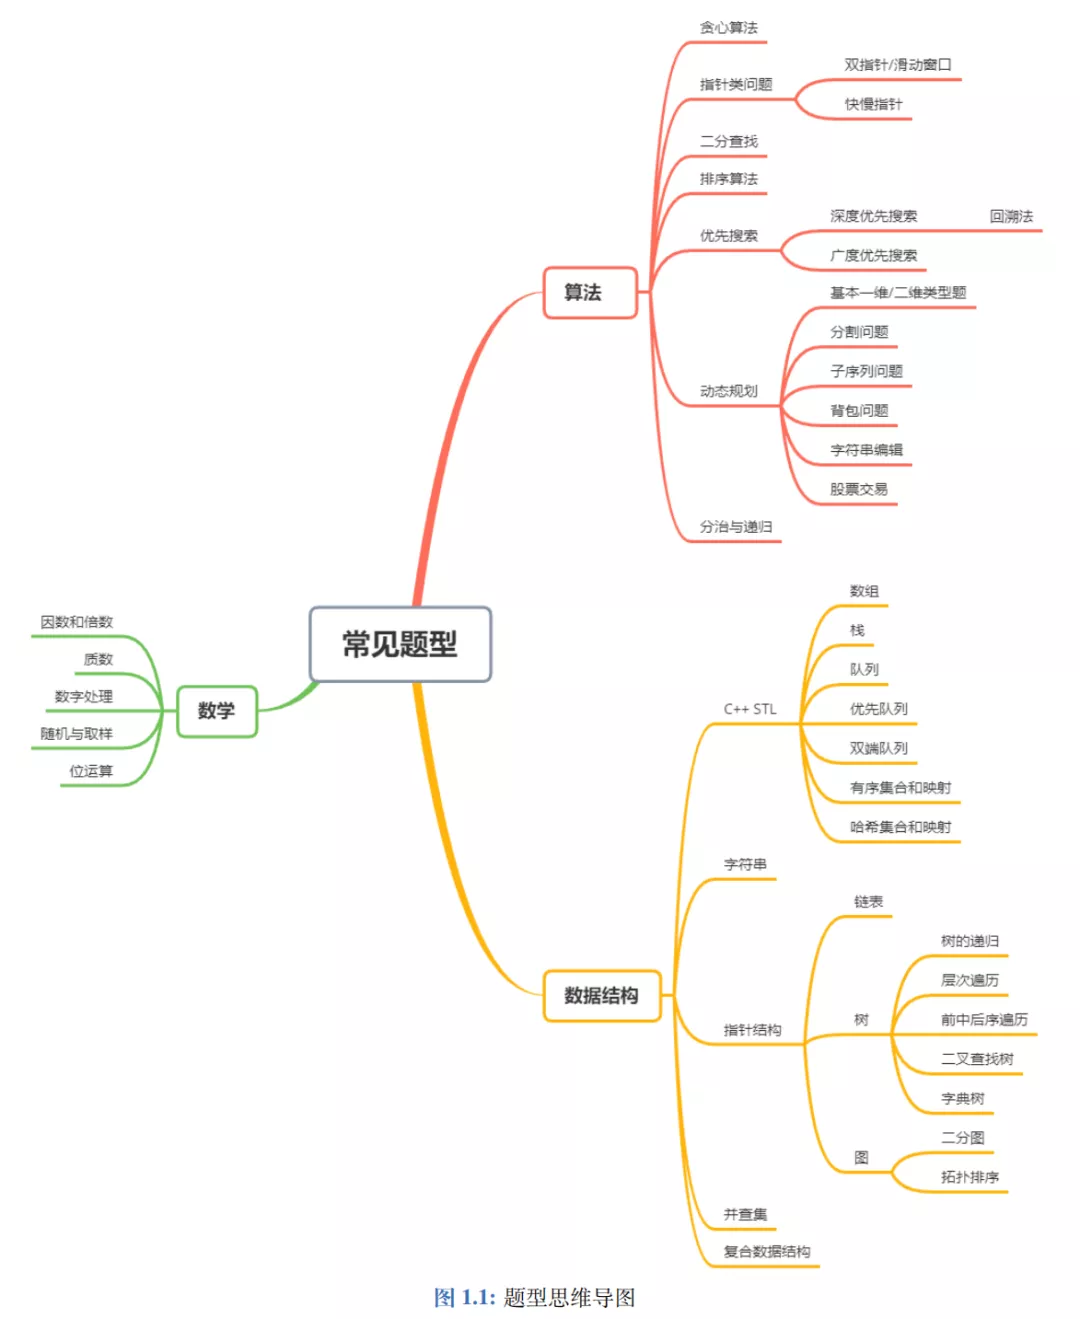 常见题型
算法
贪心算法
指针类问题
双指针/滑动窗口
快慢指针
二分查找
排序算法
优先搜索
深度优先搜索
回溯法
广度优先搜索
动态规划
基本一维/二维类型题
分割问题
子序列问题
背包问题
字符串编辑
股票交易
分治与递归
数学
因数和倍数
质数
数字处理
随机与取样
位运算
数据结构
C++ STL
数组
栈
队列
优先队列
双端队列
有序集合和映射
哈希集合和映射
字符串
指针结构
链表
树
树的递归
层次遍历
前中后序遍历
二叉查找树
字典树
图
二分图
拓扑排序
并查集
复合数据结构
图 1.1: 题型思维导图